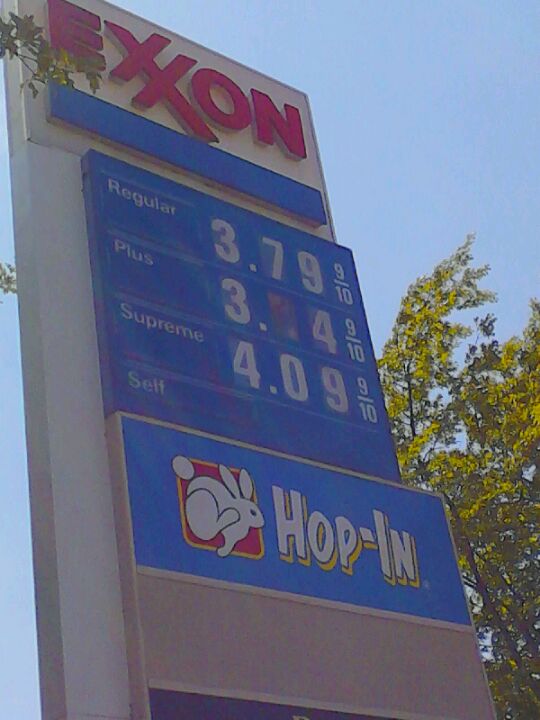 EXXON
Regular 3.79 9/10
Plus 3. 4 9/10
Supreme 4.09 9/10
Self
HOP-IN